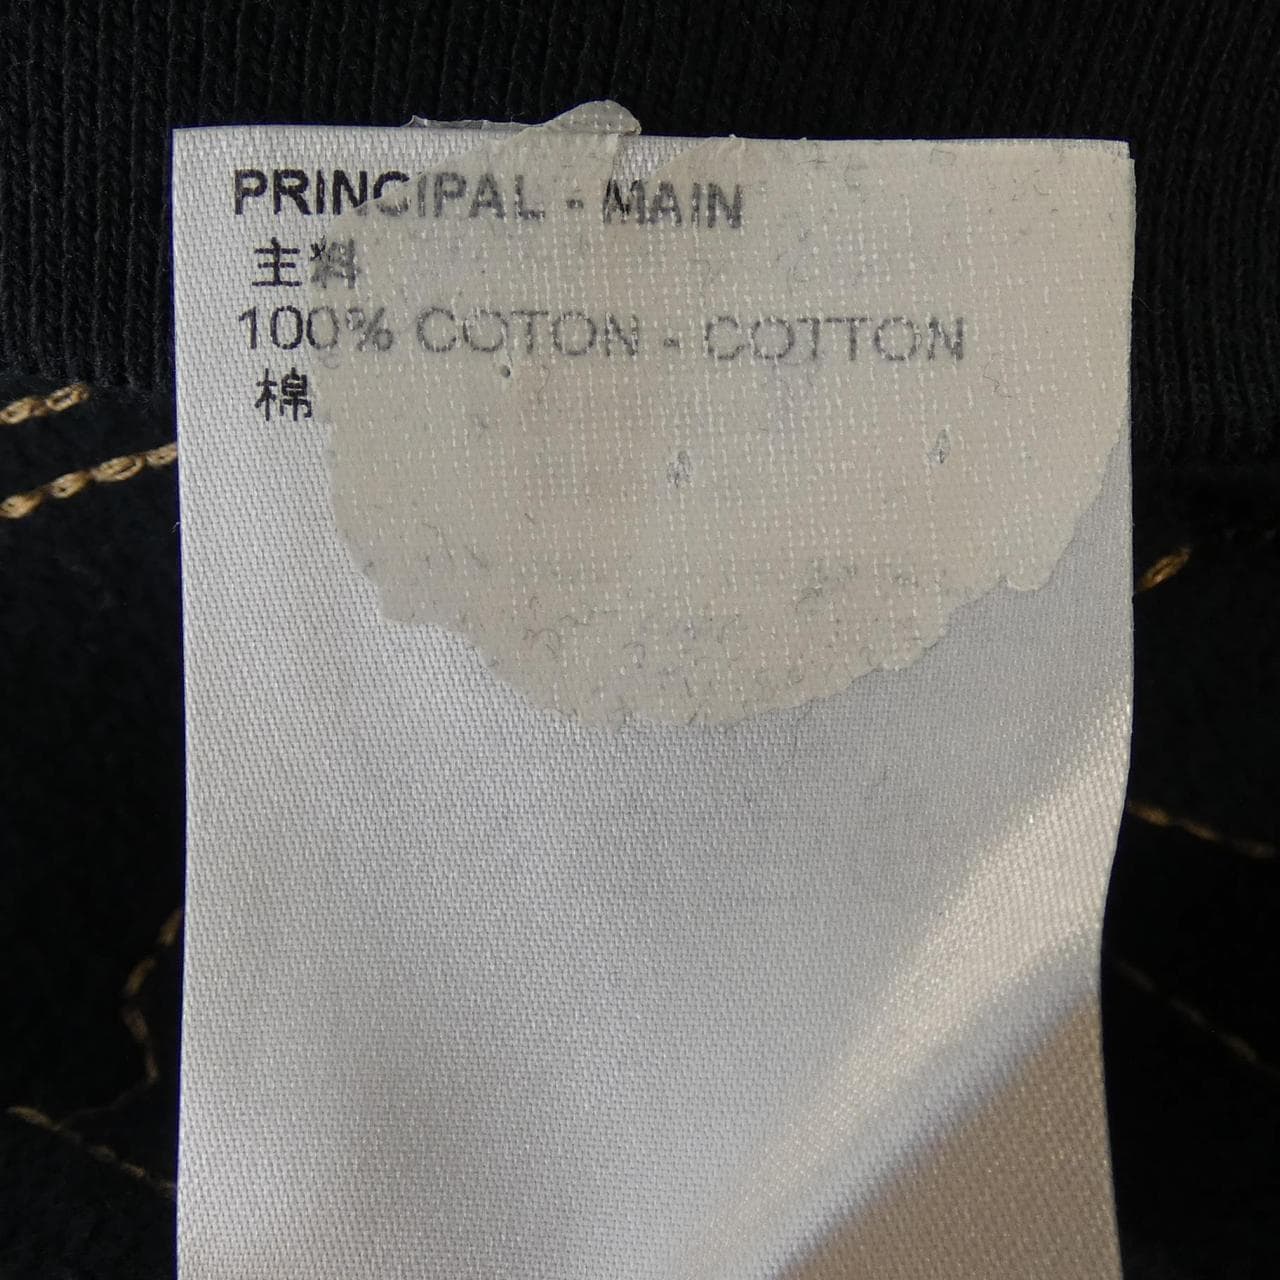 PRINCIPAL - MAIN
主料
100% COTON - COTTON
棉